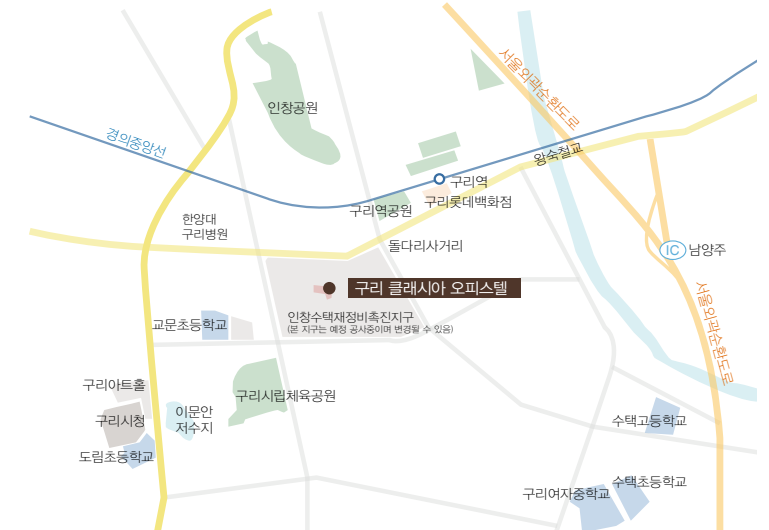 서울외곽순환도로
인창공원
경의중앙선
왕숙철교
구리역
구리롯데백화점
구리역공원
한양대
구리병원
돌다리사거리
IC 남양주
구리 클래시아 오피스텔
인창수택재정비촉진지구
(본 지구는 예정 공사중이며 변경될 수 있음)
교문초등학교
서울외곽순환도로
구리아트홀
구리시립체육공원
이문안
저수지
구리시청
수택고등학교
도림초등학교
수택초등학교
구리여자중학교